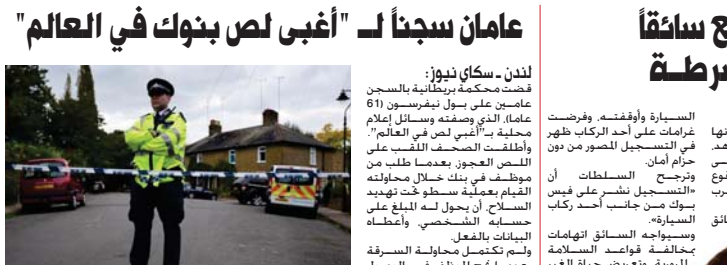 عامان سجناً لـ "أغبى لص بنوك في العالم"
لندن ـ سكاي نيوز:
قضت محكمة بريطانية بالسجن
عامين على بول نيفرسون (61
عاما)، الذي وصفته وسائل إعلام
محلية بـ"أغبي لص في العالم".
وأطلقت الصحف اللقب على
اللص العجوز، بعدما طلب من
موظف في بنك خلال محاولته
القيام بعملية سطو تحت تهديد
السلاح، أن يحول له المبلغ على
حسابه الشخصي، وأعطاه
البيانات بالفعل.
ولم تكتمل محاولة السرقة
ع سائقاً
رطة
السيارة وأوقفته، وفرضت
غرامات على أحد الركاب ظهر
في التسجيل المصور من دون
حزام أمان.
وترجح السلطات أن
«التسجيل نشر على فيس
بوك من جانب أحد ركاب
السيارة».
وسيواجه السائق اتهامات
بمخالفة قواعد السلامة